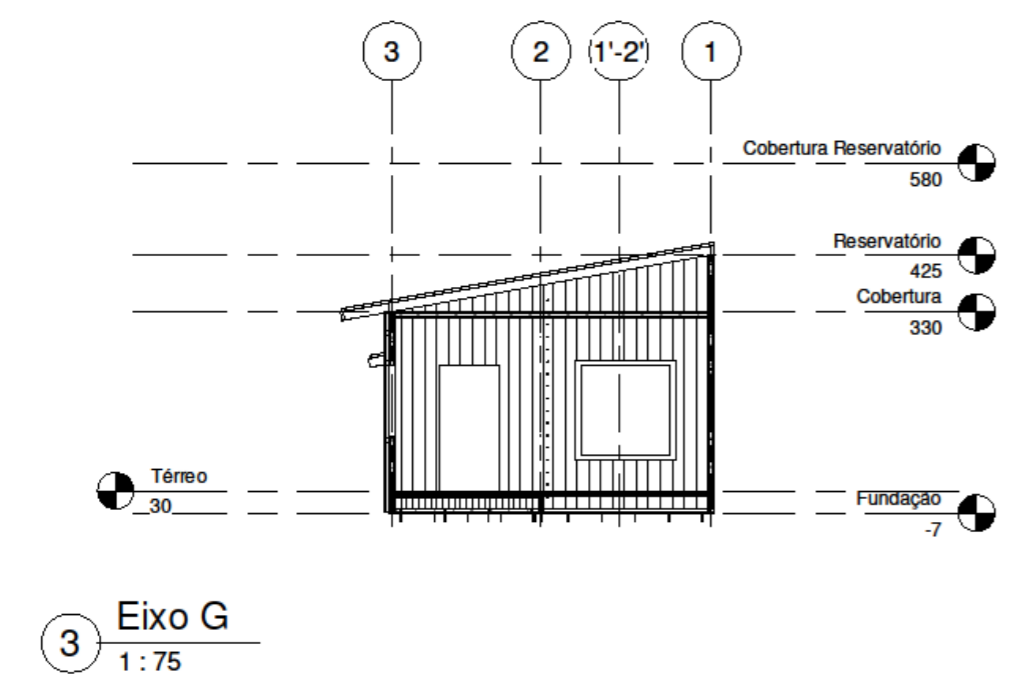 3
2
1'-2'
1
Cobertura Reservatório
580
Reservatório
425
Cobertura
330
Térreo
30
Fundação
-7
3
Eixo G
1 : 75